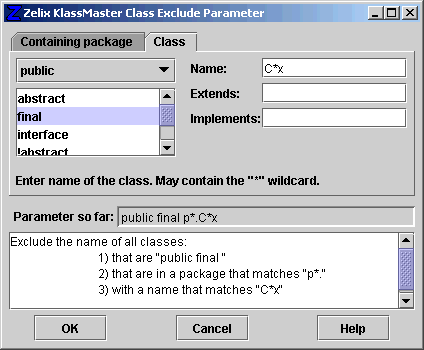 Zelix KlassMaster Class Exclude Parameter
Containing package Class
public Name: C*x
abstract Extends:
final Implements:
interface
!abstract
Enter name of the class. May contain the "*" wildcard.
Parameter so far: public final p*.C*x
Exclude the name of all classes:
1) that are "public final "
2) that are in a package that matches "p*."
3) with a name that matches "C*x"
OK Cancel Help